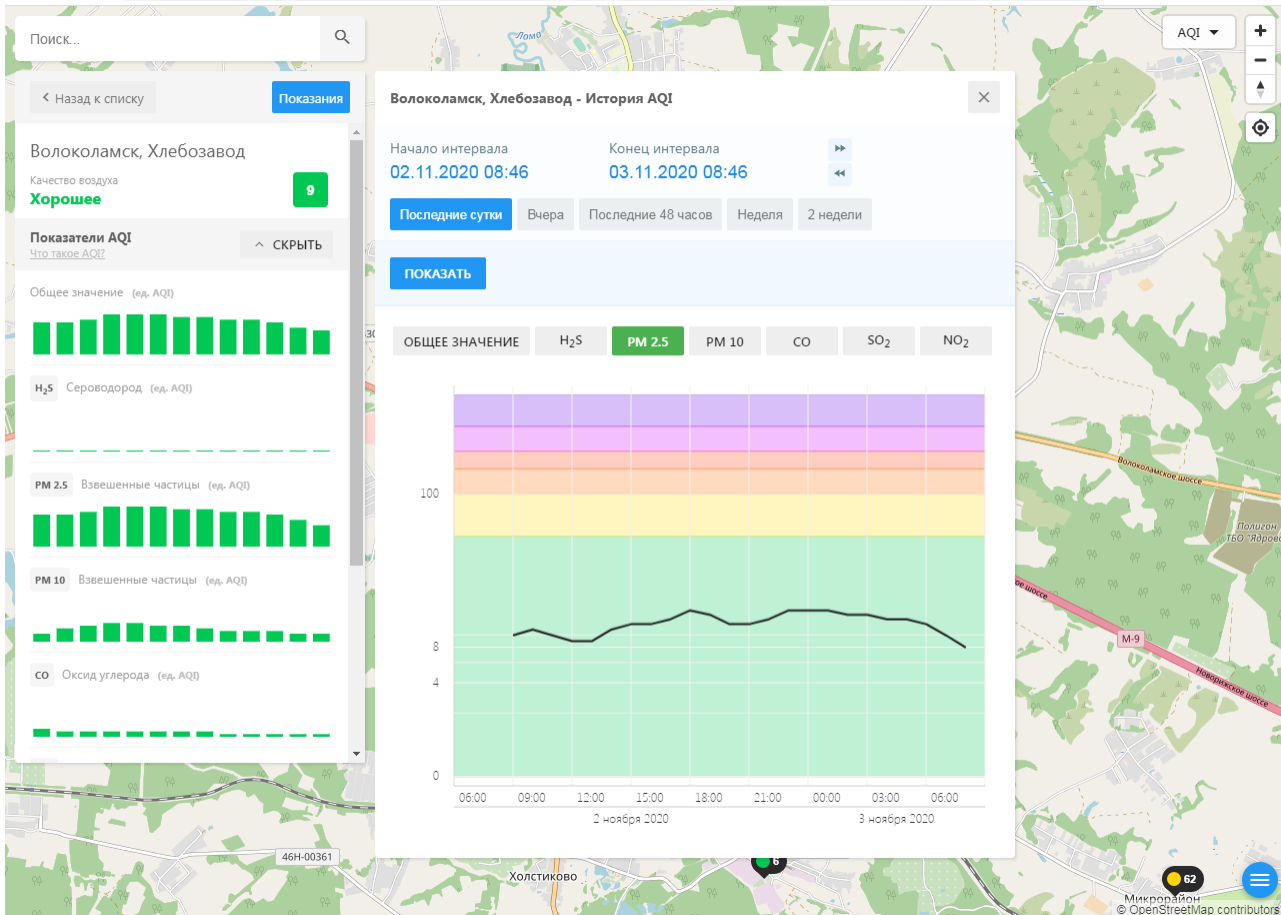 Поиск...
Назад к списку
Показания
Волоколамск, Хлебозавод
Качество воздуха
Хорошее
9
Показатели AQI
Что такое AQI?
СКРЫТЬ
Общее значение (ед. AQI)
H₂S Сероводород (ед. AQI)
PM 2.5 Взвешенные частицы (ед. AQI)
PM 10 Взвешенные частицы (ед. AQI)
CO Оксид углерода (ед. AQI)
Волоколамск, Хлебозавод - История AQI
Начало интервала
02.11.2020 08:46
Конец интервала
03.11.2020 08:46
Последние сутки
Вчера
Последние 48 часов
Неделя
2 недели
ПОКАЗАТЬ
ОБЩЕЕ ЗНАЧЕНИЕ
H₂S
PM 2.5
PM 10
CO
SO₂
NO₂
100
8
4
0
06:00 09:00 12:00 15:00 18:00 21:00 00:00 03:00 06:00
2 ноября 2020 3 ноября 2020
AQI
Волоколамское шоссе
Полигон
ТБО "Ядрово
М-9
Новорижское шоссе
шоссе
46Н-00361
Холстиково
6
62
Микрорайон
© OpenStreetMap contributors